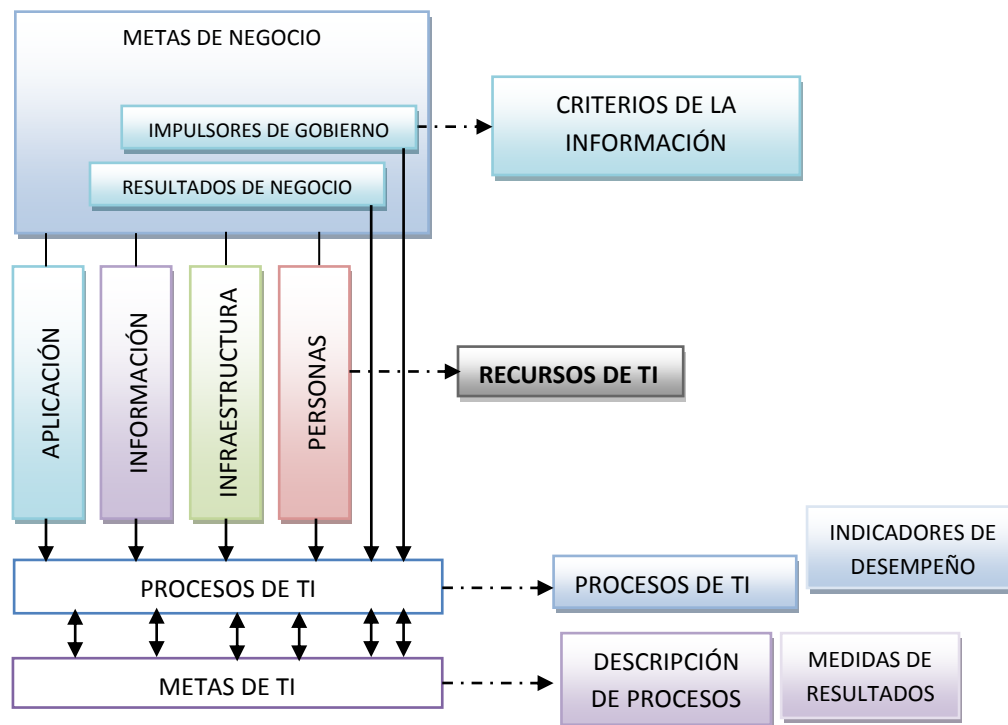 METAS DE NEGOCIO
IMPULSORES DE GOBIERNO
RESULTADOS DE NEGOCIO
CRITERIOS DE LA
INFORMACIÓN
APLICACIÓN
INFORMACIÓN
INFRAESTRUCTURA
PERSONAS
RECURSOS DE TI
PROCESOS DE TI
PROCESOS DE TI
INDICADORES DE
DESEMPEÑO
METAS DE TI
DESCRIPCIÓN
DE PROCESOS
MEDIDAS DE
RESULTADOS